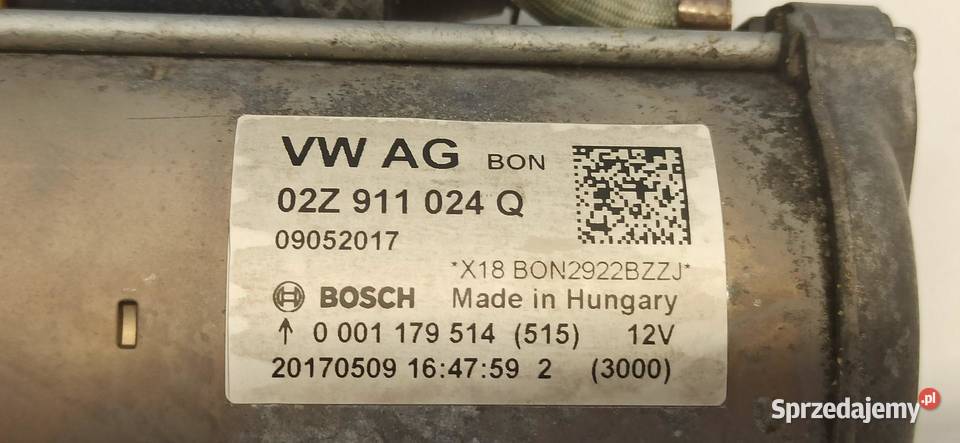 VW AG BON
02Z 911 024 Q
09052017
*X18 BON2922BZZJ*
BOSCH Made in Hungary
↑ 0 001 179 514 (515) 12V
20170509 16:47:59 2 (3000)
Sprzedajemy.pl